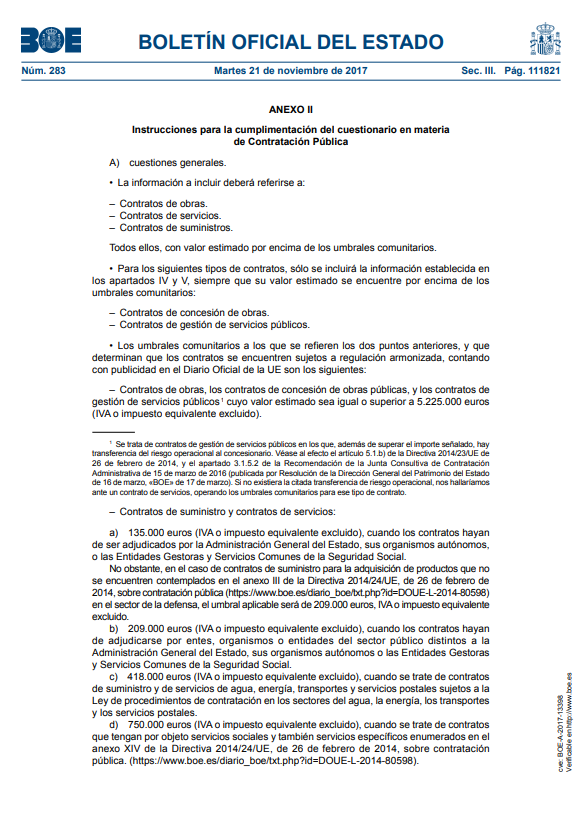 BOE
BOLETÍN OFICIAL DEL ESTADO
Núm. 283 Martes 21 de noviembre de 2017 Sec. III. Pág. 111821
ANEXO II
Instrucciones para la cumplimentación del cuestionario en materia
de Contratación Pública
A) cuestiones generales.
• La información a incluir deberá referirse a:
– Contratos de obras.
– Contratos de servicios.
– Contratos de suministros.
Todos ellos, con valor estimado por encima de los umbrales comunitarios.
• Para los siguientes tipos de contratos, sólo se incluirá la información establecida en
los apartados IV y V, siempre que su valor estimado se encuentre por encima de los
umbrales comunitarios:
– Contratos de concesión de obras.
– Contratos de gestión de servicios públicos.
• Los umbrales comunitarios a los que se refieren los dos puntos anteriores, y que
determinan que los contratos se encuentren sujetos a regulación armonizada, contando
con publicidad en el Diario Oficial de la UE son los siguientes:
– Contratos de obras, los contratos de concesión de obras públicas, y los contratos de
gestión de servicios públicos¹ cuyo valor estimado sea igual o superior a 5.225.000 euros
(IVA o impuesto equivalente excluido).
¹ Se trata de contratos de gestión de servicios públicos en los que, además de superar el importe señalado, hay
transferencia del riesgo operacional al concesionario. Véase al efecto el artículo 5.1.b) de la Directiva 2014/23/UE de
26 de febrero de 2014, y el apartado 3.1.5.2 de la Recomendación de la Junta Consultiva de Contratación
Administrativa de 15 de marzo de 2016 (publicada por Resolución de la Dirección General del Patrimonio del Estado
de 16 de marzo, «BOE» de 17 de marzo). Si no existiera la citada transferencia de riesgo operacional, nos hallaríamos
ante un contrato de servicios, operando los umbrales comunitarios para ese tipo de contrato.
– Contratos de suministro y contratos de servicios:
a) 135.000 euros (IVA o impuesto equivalente excluido), cuando los contratos hayan
de ser adjudicados por la Administración General del Estado, sus organismos autónomos,
o las Entidades Gestoras y Servicios Comunes de la Seguridad Social.
No obstante, en el caso de contratos de suministro para la adquisición de productos que no
se encuentren contemplados en el anexo III de la Directiva 2014/24/UE, de 26 de febrero de
2014, sobre contratación pública (https://www.boe.es/diario_boe/txt.php?id=DOUE-L-2014-80598)
en el sector de la defensa, el umbral aplicable será de 209.000 euros, IVA o impuesto equivalente
excluido.
b) 209.000 euros (IVA o impuesto equivalente excluido), cuando los contratos hayan
de adjudicarse por entes, organismos o entidades del sector público distintos a la
Administración General del Estado, sus organismos autónomos o las Entidades Gestoras
y Servicios Comunes de la Seguridad Social.
c) 418.000 euros (IVA o impuesto equivalente excluido), cuando se trate de contratos
de suministro y de servicios de agua, energía, transportes y servicios postales sujetos a la
Ley de procedimientos de contratación en los sectores del agua, la energía, los transportes
y los servicios postales.
d) 750.000 euros (IVA o impuesto equivalente excluido), cuando se trate de contratos
que tengan por objeto servicios sociales y también servicios específicos enumerados en el
anexo XIV de la Directiva 2014/24/UE, de 26 de febrero de 2014, sobre contratación
pública. (https://www.boe.es/diario_boe/txt.php?id=DOUE-L-2014-80598).
cve: BOE-A-2017-13398
Verificable en http://www.boe.es